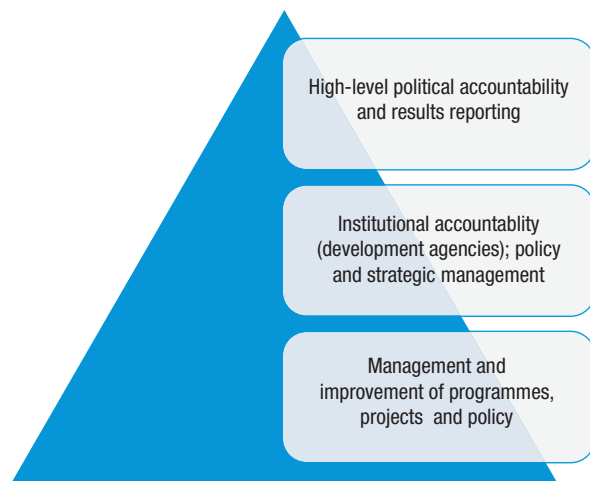 High-level political accountability
and results reporting
Institutional accountablity
(development agencies); policy
and strategic management
Management and
improvement of programmes,
projects and policy